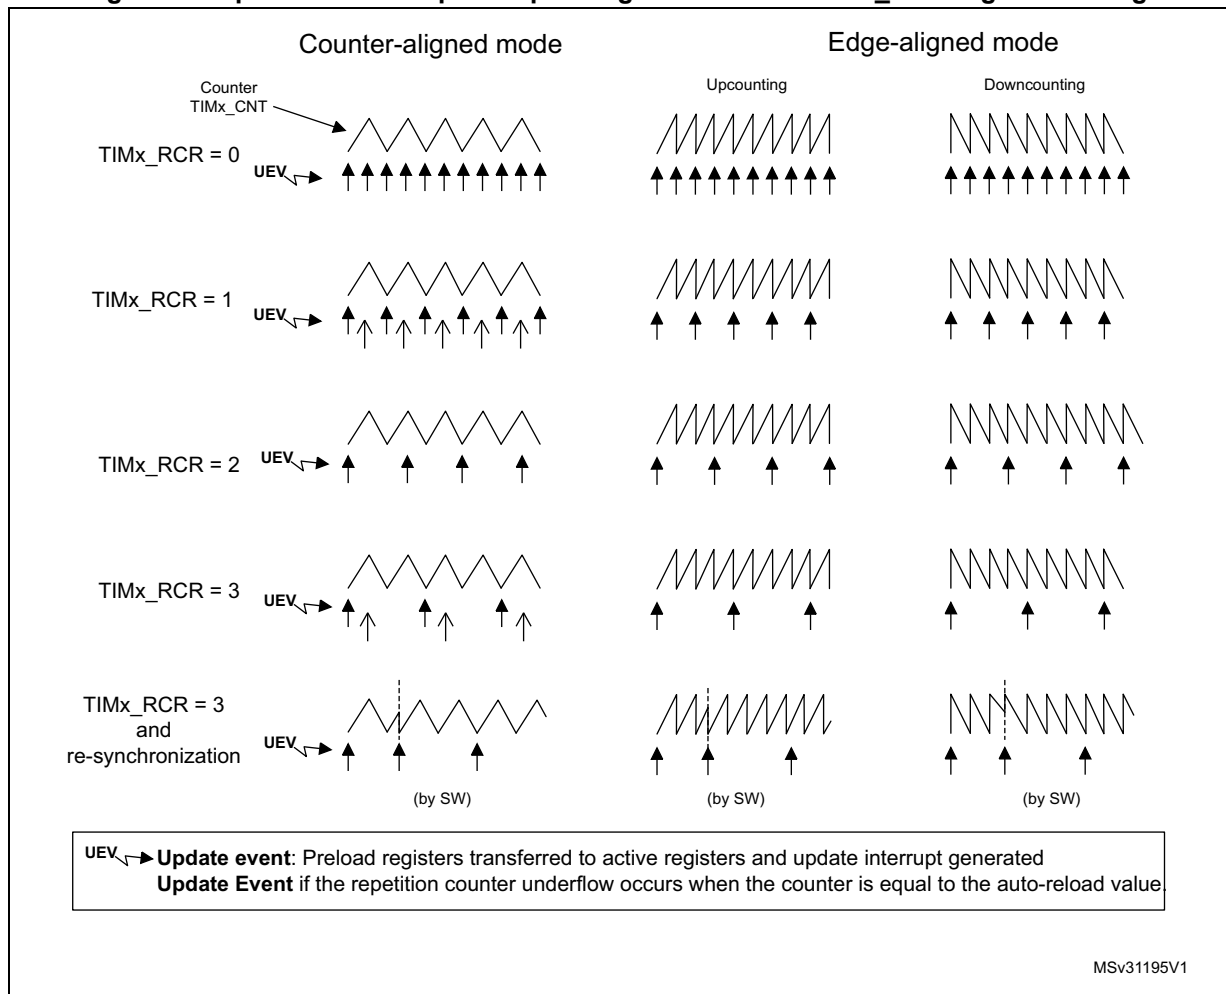 Counter-aligned mode
Edge-aligned mode
Counter
TIMx_CNT
Upcounting
Downcounting
TIMx_RCR = 0
UEV
TIMx_RCR = 1
UEV
TIMx_RCR = 2
UEV
TIMx_RCR = 3
UEV
TIMx_RCR = 3
and
re-synchronization
UEV
(by SW)
(by SW)
(by SW)
UEV Update event: Preload registers transferred to active registers and update interrupt generated
Update Event if the repetition counter underflow occurs when the counter is equal to the auto-reload value.
MSv31195V1